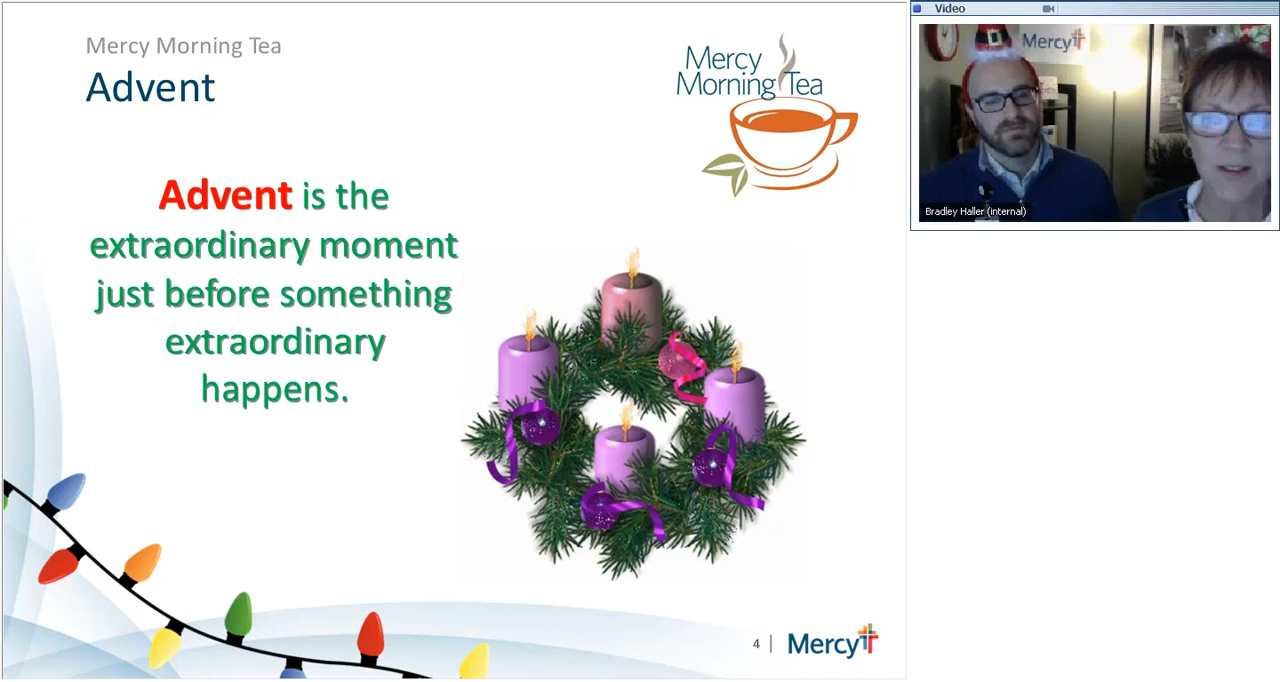 Mercy Morning Tea
Advent
Mercy
Morning Tea
Advent is the
extraordinary moment
just before something
extraordinary
happens.
4 |
Mercy
Video
Mercy
Bradley Haller (internal)